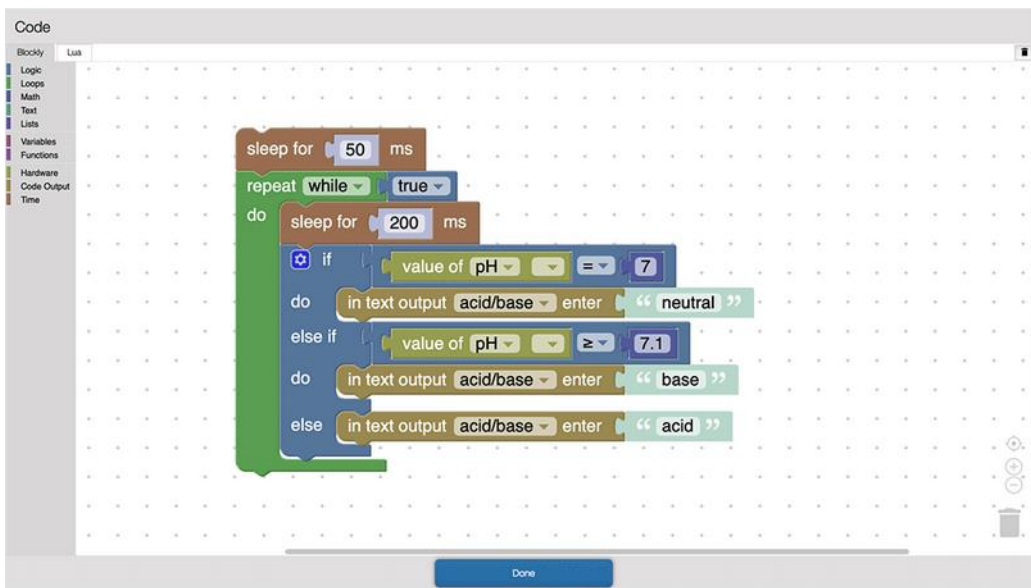 Code
Blockly Lua
Logic
Loops
Math
Text
Lists
Variables
Functions
Hardware
Code Output
Time
sleep for 50 ms
repeat while true
do sleep for 200 ms
if value of pH = 7
do in text output acid/base enter “ neutral ”
else if value of pH ≥ 7.1
do in text output acid/base enter “ base ”
else in text output acid/base enter “ acid ”
Done